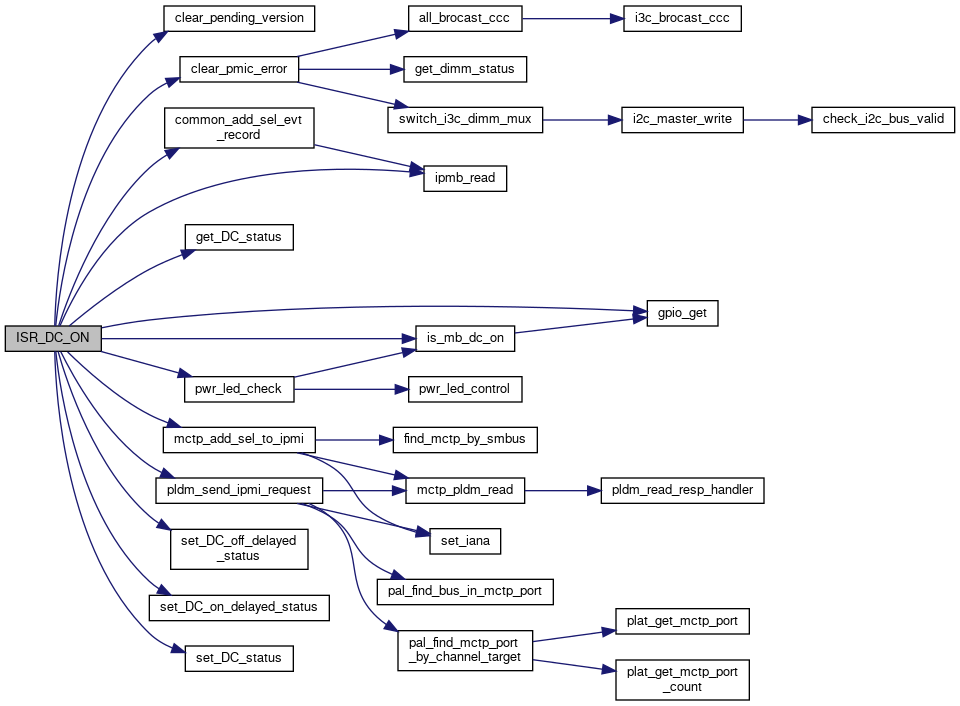 clear_pending_version
all_brocast_ccc
i3c_brocast_ccc
clear_pmic_error
get_dimm_status
common_add_sel_evt
_record
switch_i3c_dimm_mux
i2c_master_write
check_i2c_bus_valid
ipmb_read
get_DC_status
gpio_get
ISR_DC_ON
is_mb_dc_on
pwr_led_check
pwr_led_control
mctp_add_sel_to_ipmi
find_mctp_by_smbus
pldm_send_ipmi_request
mctp_pldm_read
pldm_read_resp_handler
set_DC_off_delayed
_status
set_iana
pal_find_bus_in_mctp_port
set_DC_on_delayed_status
plat_get_mctp_port
set_DC_status
pal_find_mctp_port
_by_channel_target
plat_get_mctp_port
_count